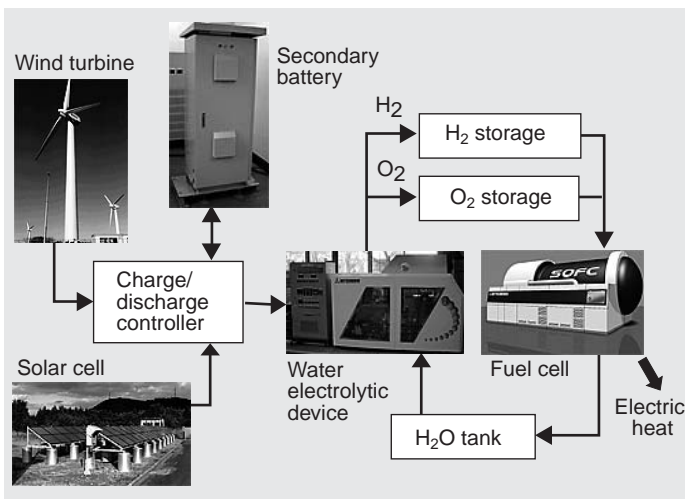 Wind turbine
Secondary
battery
H2
H2 storage
O2
O2 storage
Charge/
discharge
controller
SOFC
Solar cell
Water
electrolytic
device
Fuel cell
Electric
heat
H2O tank